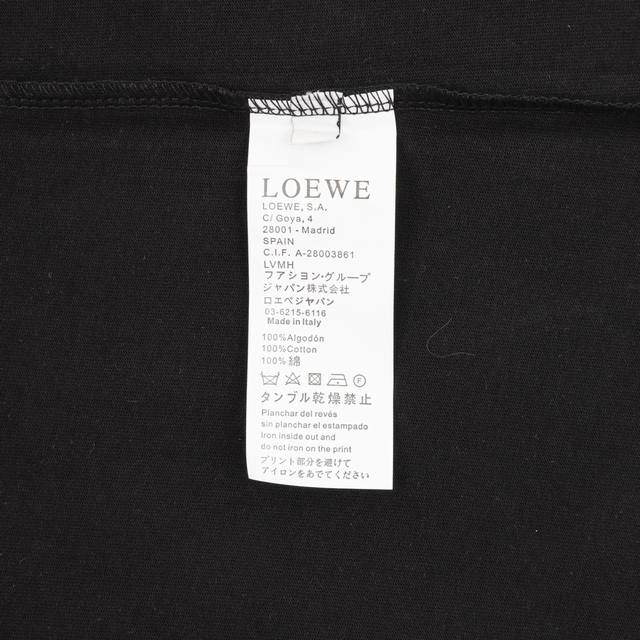 LOEWE
LOEWE, S.A.
C/ Goya, 4
28001 - Madrid
SPAIN
C.I.F. A-28003861
LVMH
フアシヨン・グループ
ジャパン株式会社
ロエベジャパン
03-6215-6116
Made in Italy
100%Algodón
100%Cotton
100%綿
タンブル乾燥禁止
Planchar del revés
sin planchar el estampado
Iron inside out and
do not iron on the print
プリント部分を避けて
アイロンをあててください